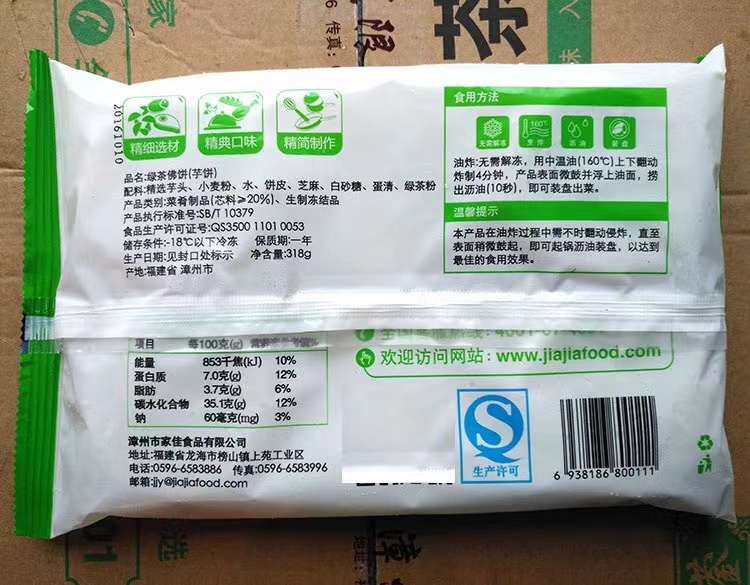 茶
6 传真:
20161010
精细选材
精典口味
精简制作
品名:绿茶佛饼(芋饼)
配料:精选芋头、小麦粉、水、饼皮、芝麻、白砂糖、蛋清、绿茶粉
产品类别:菜肴制品(芯料≥20%)、生制冻结品
产品执行标准号:SB/T 10379
食品生产许可证号:QS3500 1101 0053
储存条件:-18℃以下冷冻 保质期:一年
生产日期:见封口处标示 净含量:318g
产地:福建省 漳州市
食用方法
无需解冻
160℃
烹炸
沥油
装盘
油炸:无需解冻，用中温油(160℃)上下翻动
炸制4分钟，产品表面微鼓并浮上油面，捞
出沥油(10秒)，即可装盘出菜。
温馨提示
本产品在油炸过程中需不时翻动侵炸，直至
表面稍微鼓起，即可起锅沥油装盘，以达到
最佳的食用效果。
项目 每100克(g)
能量 853千焦(kJ) 10%
蛋白质 7.0克(g) 12%
脂肪 3.7克(g) 6%
碳水化合物 35.1克(g) 12%
钠 60毫克(mg) 3%
欢迎访问网站：www.jiajiafood.com
漳州市家佳食品有限公司
地址:福建省龙海市榜山镇上苑工业区
电话:0596-6583886 传真:0596-6583996
邮箱:jjy@jiajiafood.com
生产许可
6 938186 800111